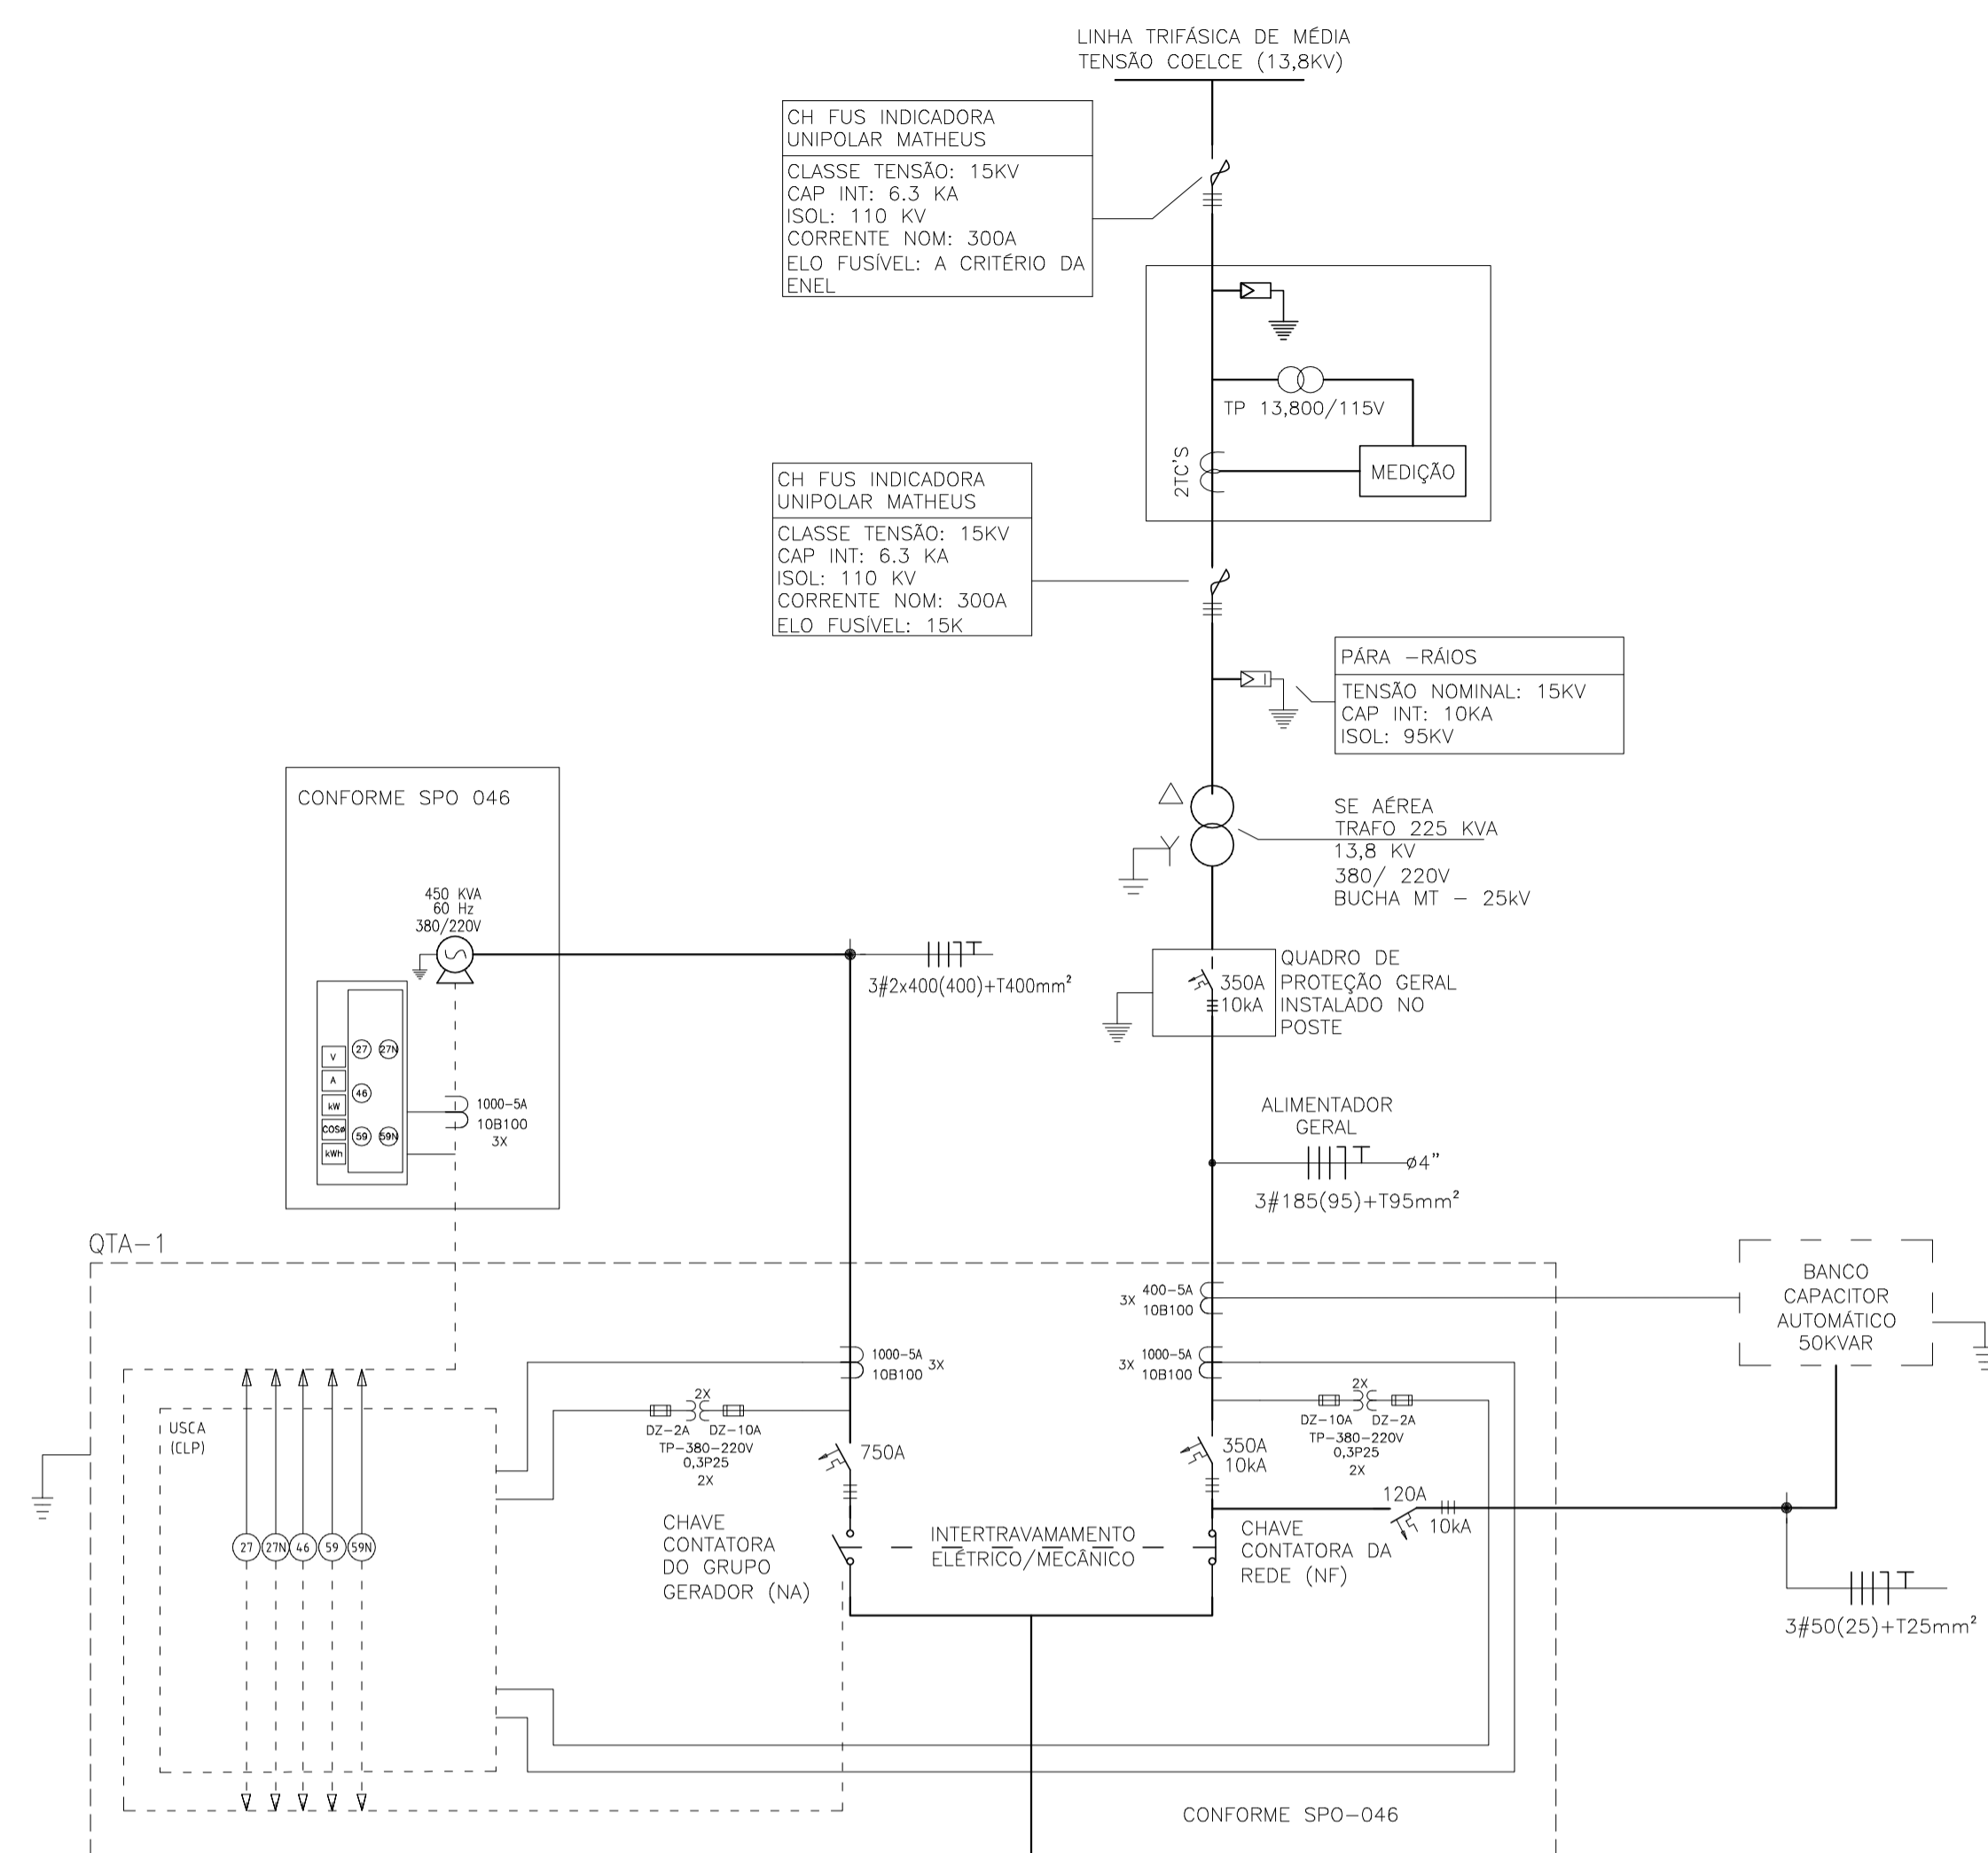 LINHA TRIFÁSICA DE MÉDIA
TENSÃO COELCE (13,8KV)
CH FUS INDICADORA
UNIPOLAR MATHEUS
CLASSE TENSÃO: 15KV
CAP INT: 6.3 KA
ISOL: 110 KV
CORRENTE NOM: 300A
ELO FUSÍVEL: A CRITÉRIO DA
ENEL
TP 13,800/115V
2TC'S
MEDIÇÃO
CH FUS INDICADORA
UNIPOLAR MATHEUS
CLASSE TENSÃO: 15KV
CAP INT: 6.3 KA
ISOL: 110 KV
CORRENTE NOM: 300A
ELO FUSÍVEL: 15K
PÁRA -RÁIOS
TENSÃO NOMINAL: 15KV
CAP INT: 10KA
ISOL: 95KV
SE AÉREA
TRAFO 225 KVA
13,8 KV
380/ 220V
BUCHA MT - 25kV
CONFORME SPO 046
450 KVA
60 Hz
380/220V
V
A
kW
COSø
kWh
27
27N
46
59
59N
1000-5A
10B100
3X
3#2x400(400)+T400mm²
350A
10kA
QUADRO DE
PROTEÇÃO GERAL
INSTALADO NO
POSTE
ALIMENTADOR
GERAL
ø4"
3#185(95)+T95mm²
QTA-1
3X
400-5A
10B100
BANCO
CAPACITOR
AUTOMÁTICO
50KVAR
1000-5A
10B100
3X
3X
1000-5A
10B100
USCA
(CLP)
2X
DZ-2A
DZ-10A
TP-380-220V
0,3P25
2X
750A
2X
DZ-10A
DZ-2A
TP-380-220V
0,3P25
2X
350A
10kA
120A
10kA
27
27N
46
59
59N
CHAVE
CONTATORA
DO GRUPO
GERADOR (NA)
INTERTRAVAMAMENTO
ELÉTRICO/MECÂNICO
CHAVE
CONTATORA DA
REDE (NF)
3#50(25)+T25mm²
CONFORME SPO-046